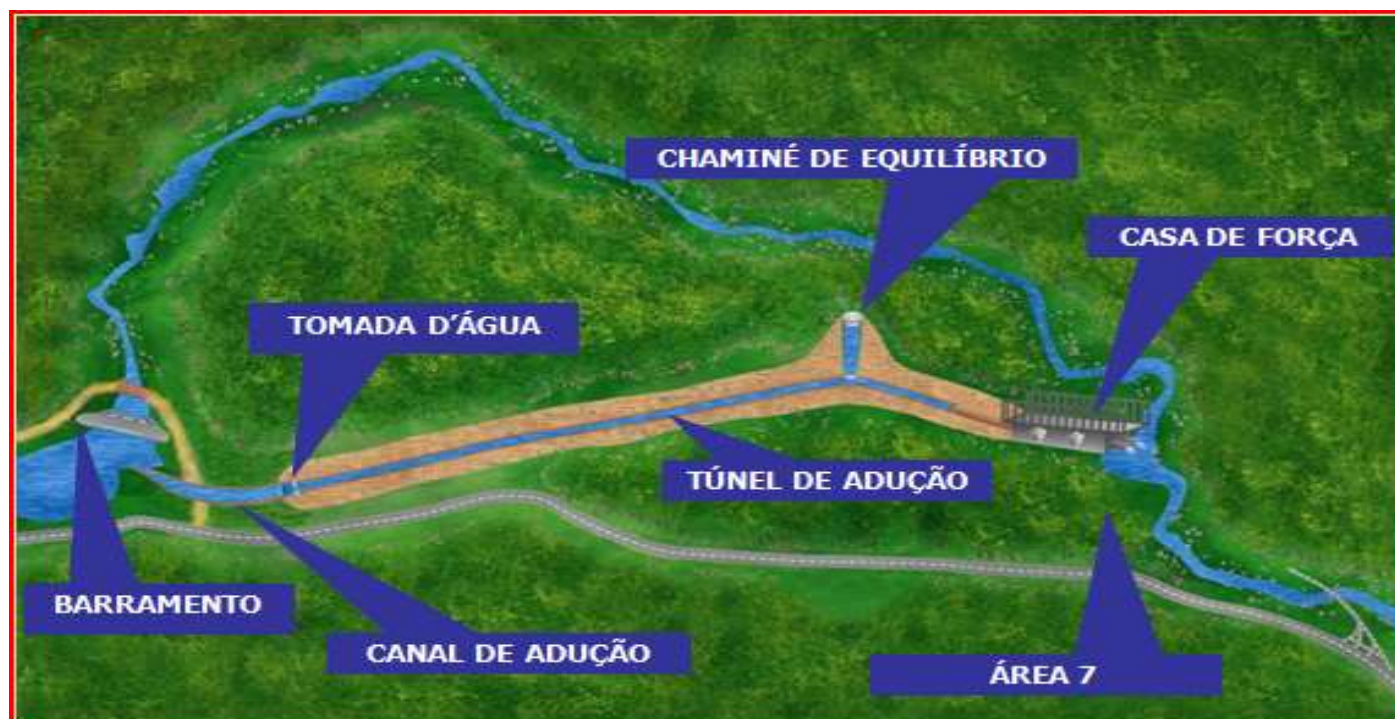 CHAMINÉ DE EQUILÍBRIO
CASA DE FORÇA
TOMADA D'ÁGUA
TÚNEL DE ADUÇÃO
BARRAMENTO
CANAL DE ADUÇÃO
ÁREA 7